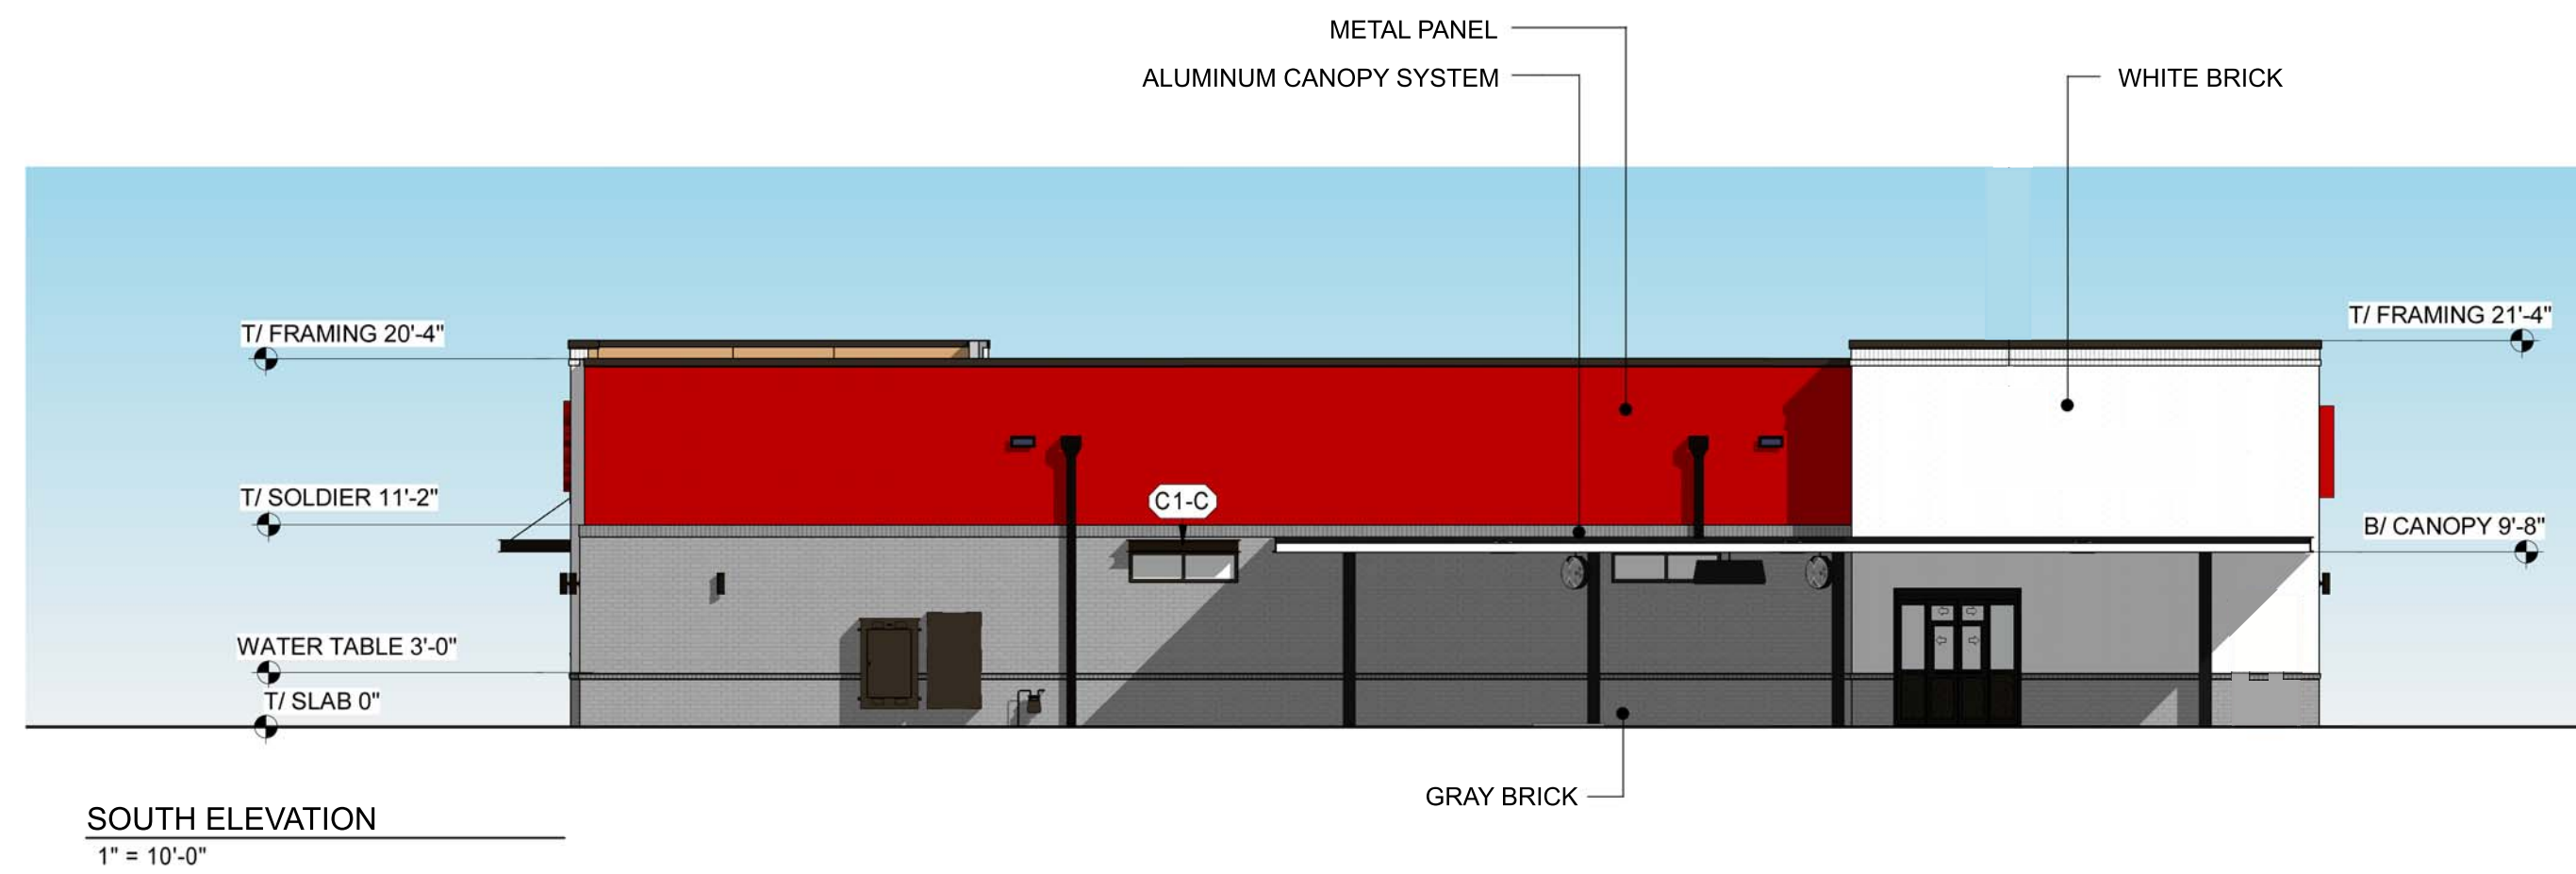 METAL PANEL
ALUMINUM CANOPY SYSTEM
WHITE BRICK
T/ FRAMING 20'-4"
T/ FRAMING 21'-4"
T/ SOLDIER 11'-2"
C1-C
B/ CANOPY 9'-8"
WATER TABLE 3'-0"
T/ SLAB 0"
GRAY BRICK
SOUTH ELEVATION
1" = 10'-0"